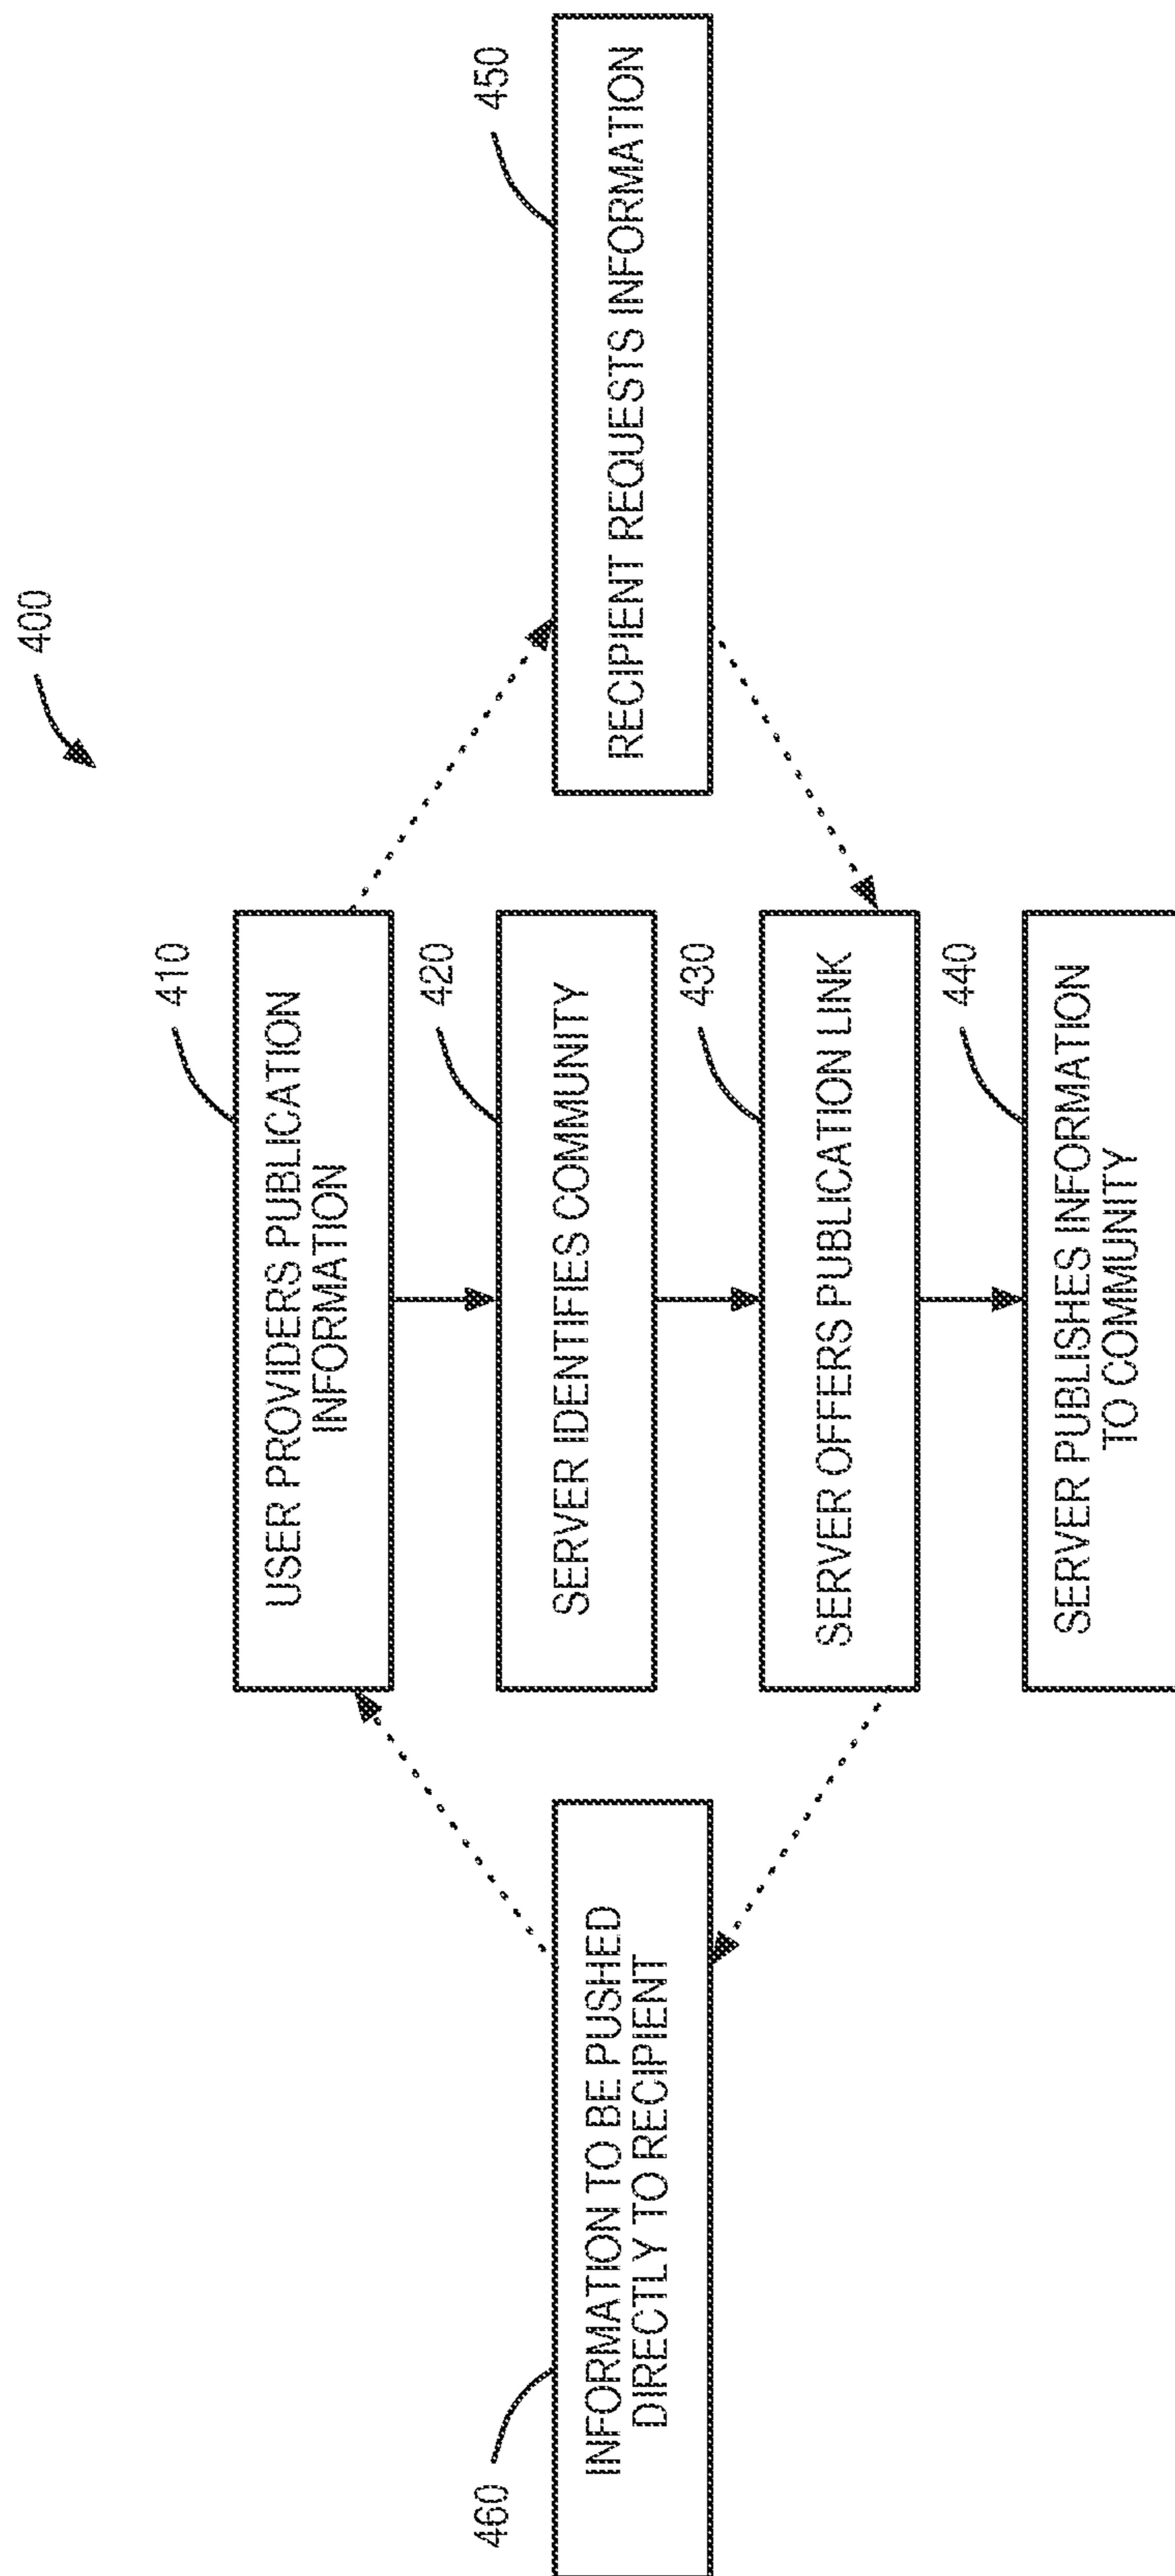 400
410
USER PROVIDERS PUBLICATION
INFORMATION
420
SERVER IDENTIFIES COMMUNITY
450
RECIPIENT REQUESTS INFORMATION
460
INFORMATION TO BE PUSHED
DIRECTLY TO RECIPIENT
430
SERVER OFFERS PUBLICATION LINK
440
SERVER PUBLISHES INFORMATION
TO COMMUNITY